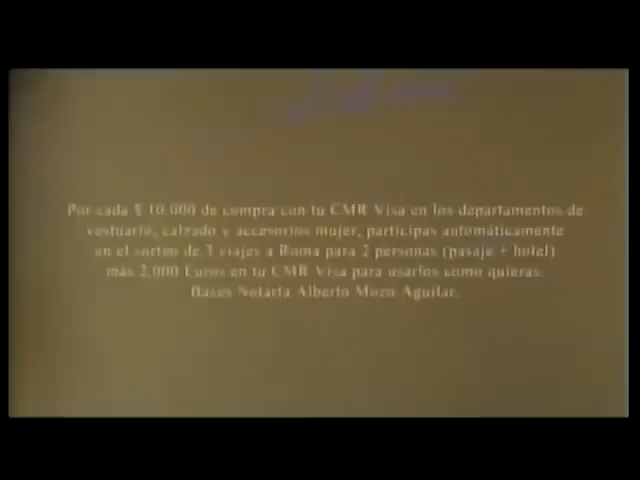 Por cada $ 10.000 de compra con tu CMR Visa en los departamentos de
vestuario, calzado y accesorios mujer, participas automáticamente
en el sorteo de 3 viajes a Roma para 2 personas (pasaje + hotel)
más 2.000 Euros en tu CMR Visa para usarlos como quieras.
Bases Notaría Alberto Mozo Aguilar.